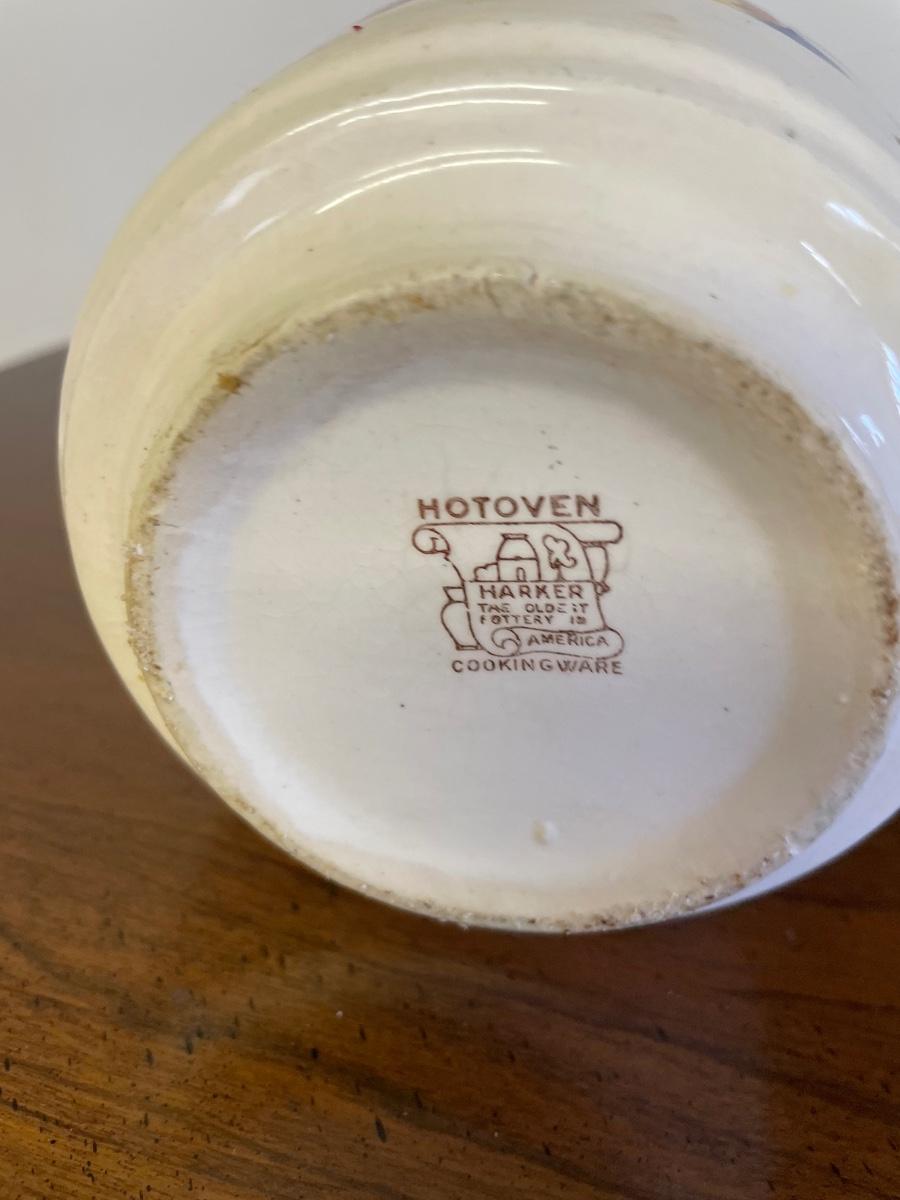 HOTOVEN
HARKER
THE OLDEST
POTTERY IN
AMERICA
COOKINGWARE